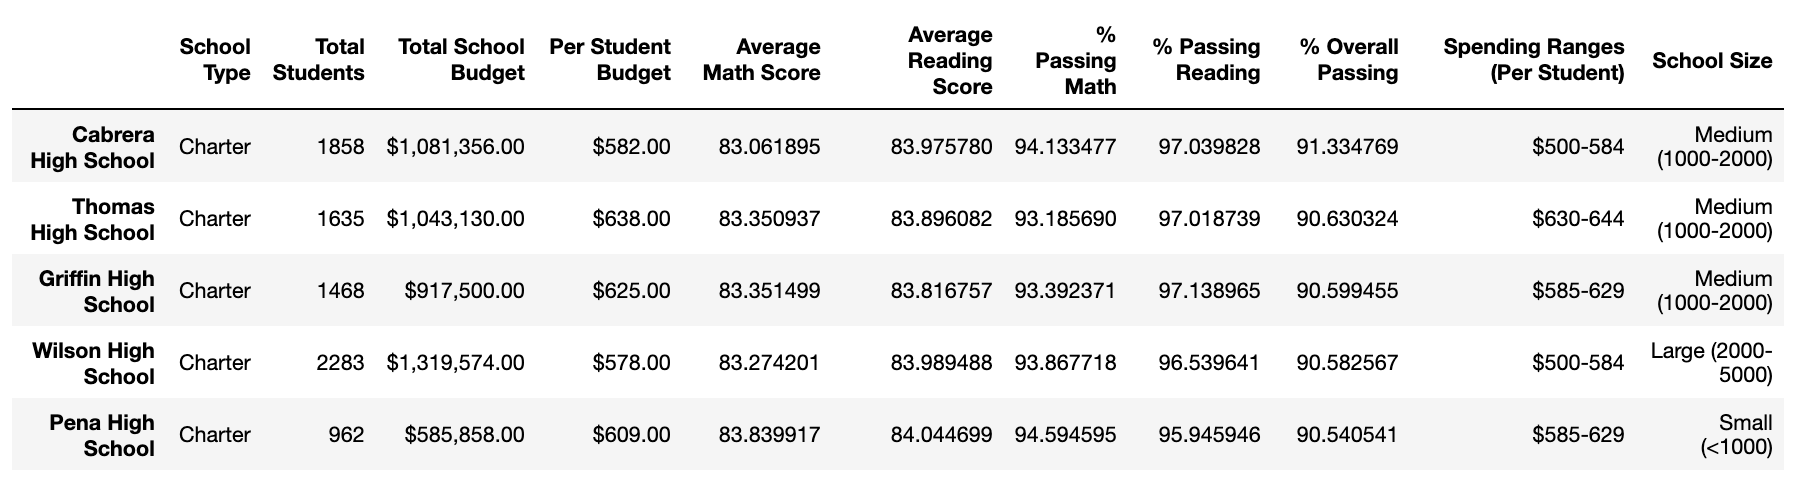 School Type Total Students Total School Budget Per Student Budget Average Math Score Average Reading Score % Passing Math % Passing Reading % Overall Passing Spending Ranges (Per Student) School Size
Cabrera High School Charter 1858 $1,081,356.00 $582.00 83.061895 83.975780 94.133477 97.039828 91.334769 $500-584 Medium (1000-2000)
Thomas High School Charter 1635 $1,043,130.00 $638.00 83.350937 83.896082 93.185690 97.018739 90.630324 $630-644 Medium (1000-2000)
Griffin High School Charter 1468 $917,500.00 $625.00 83.351499 83.816757 93.392371 97.138965 90.599455 $585-629 Medium (1000-2000)
Wilson High School Charter 2283 $1,319,574.00 $578.00 83.274201 83.989488 93.867718 96.539641 90.582567 $500-584 Large (2000-5000)
Pena High School Charter 962 $585,858.00 $609.00 83.839917 84.044699 94.594595 95.945946 90.540541 $585-629 Small (<1000)